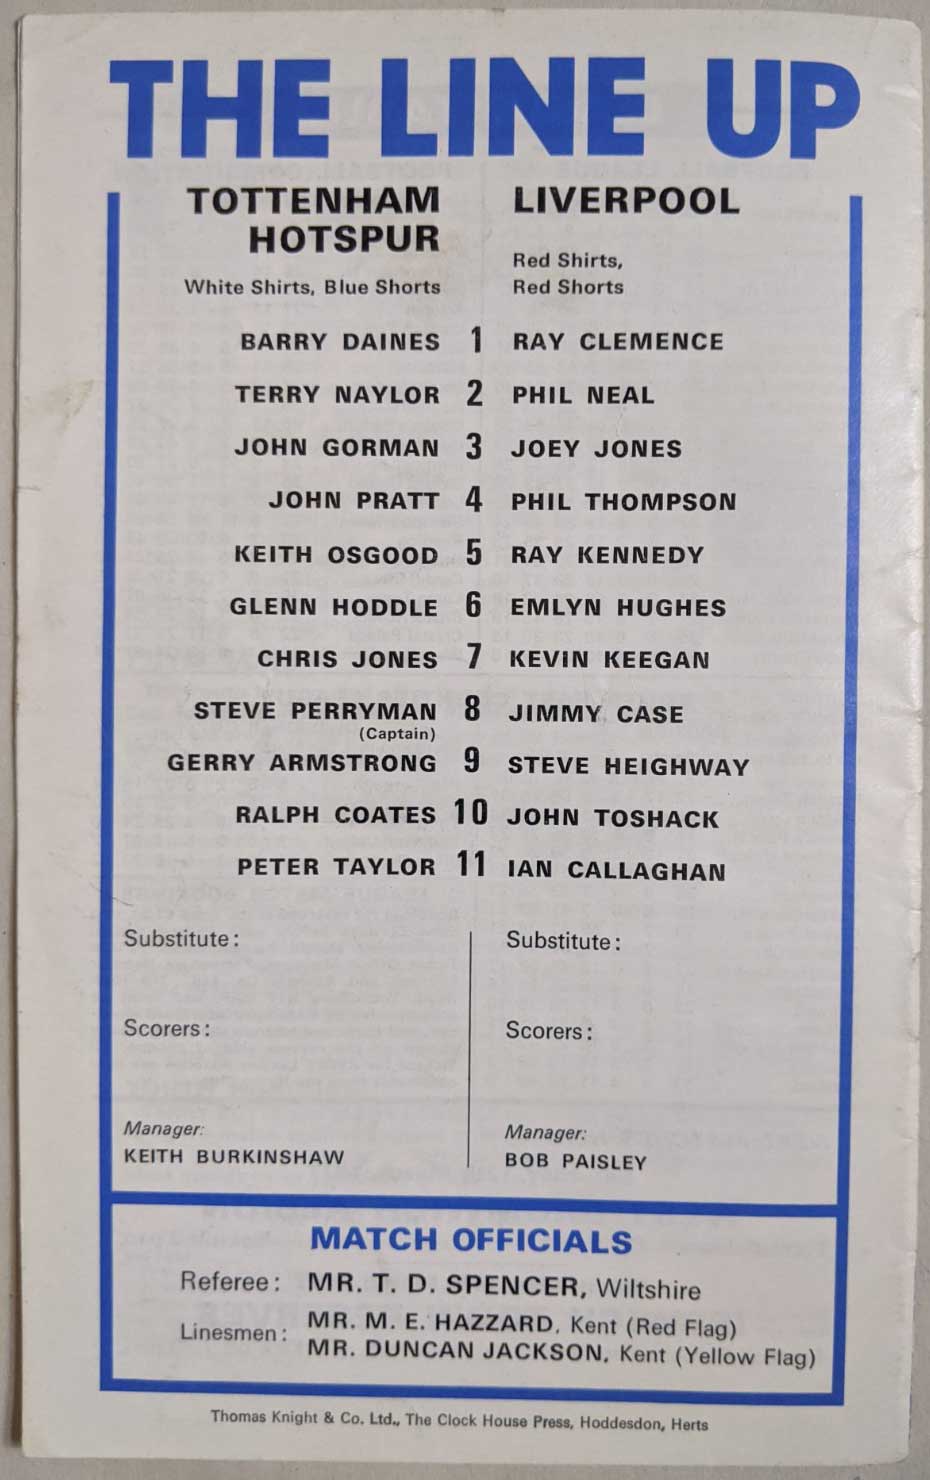 THE LINE UP
TOTTENHAM HOTSPUR
White Shirts, Blue Shorts
LIVERPOOL
Red Shirts,
Red Shorts
BARRY DAINES 1 RAY CLEMENCE
TERRY NAYLOR 2 PHIL NEAL
JOHN GORMAN 3 JOEY JONES
JOHN PRATT 4 PHIL THOMPSON
KEITH OSGOOD 5 RAY KENNEDY
GLENN HODDLE 6 EMLYN HUGHES
CHRIS JONES 7 KEVIN KEEGAN
STEVE PERRYMAN 8 JIMMY CASE
(Captain)
GERRY ARMSTRONG 9 STEVE HEIGHWAY
RALPH COATES 10 JOHN TOSHACK
PETER TAYLOR 11 IAN CALLAGHAN
Substitute: Substitute:
Scorers: Scorers:
Manager: Manager:
KEITH BURKINSHAW BOB PAISLEY
MATCH OFFICIALS
Referee: MR. T. D. SPENCER, Wiltshire
Linesmen: MR. M. E. HAZZARD, Kent (Red Flag)
MR. DUNCAN JACKSON, Kent (Yellow Flag)
Thomas Knight & Co. Ltd., The Clock House Press, Hoddesdon, Herts